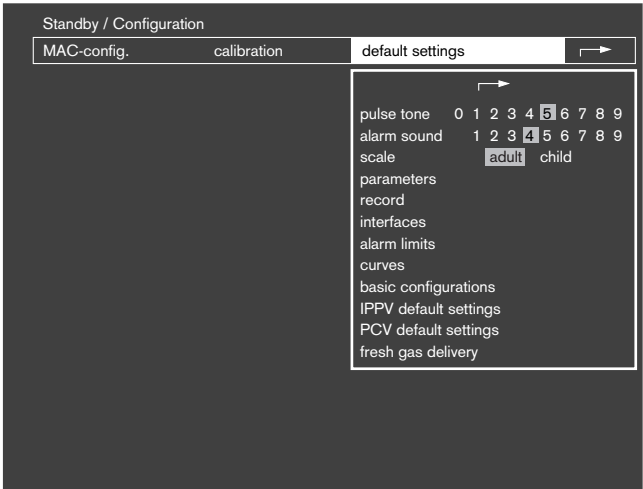 Standby / Configuration
MAC-config. calibration default settings
pulse tone 0 1 2 3 4 5 6 7 8 9
alarm sound 1 2 3 4 5 6 7 8 9
scale adult child
parameters
record
interfaces
alarm limits
curves
basic configurations
IPPV default settings
PCV default settings
fresh gas delivery